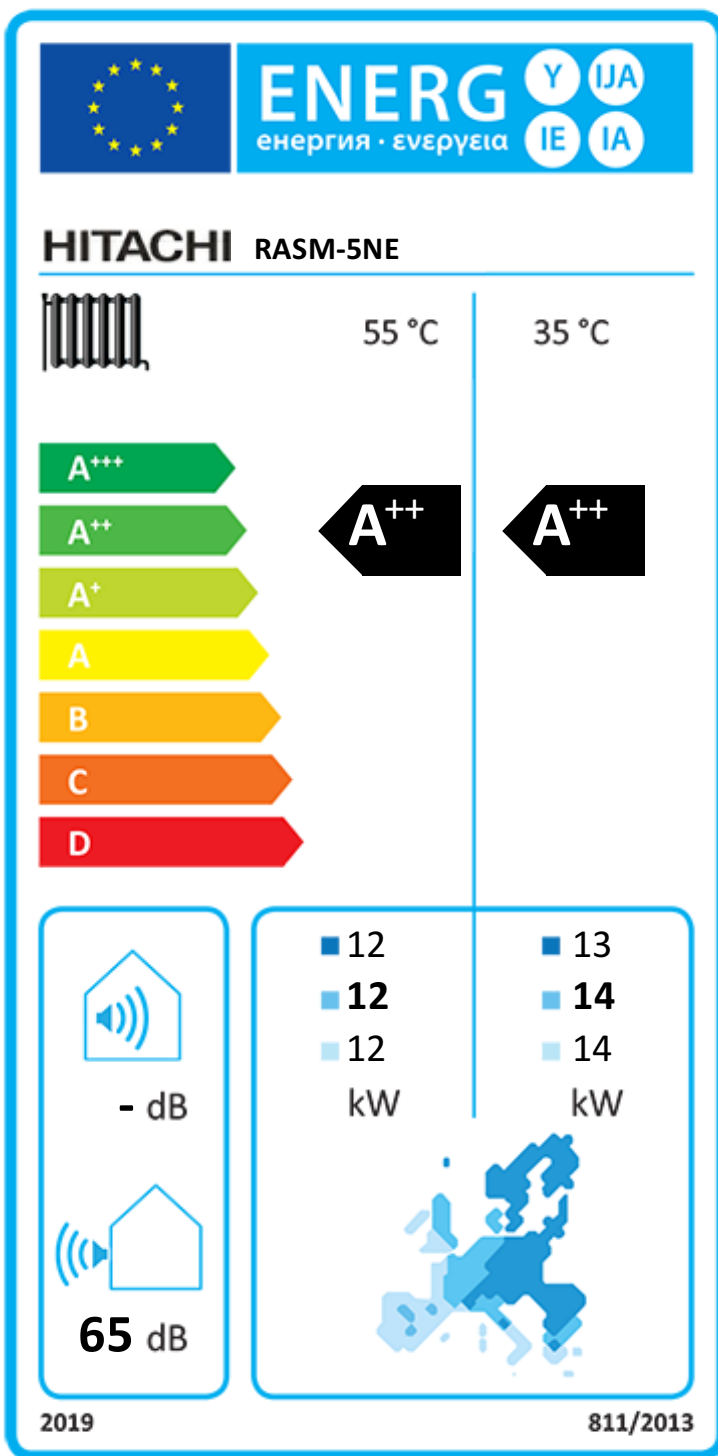 ENERG Y IJA
енергия · ενεργεια IE IA
HITACHI RASM-5NE
55 °C 35 °C
A+++
A++ A++ A++
A+
A
B
C
D
12 13
12 14
12 14
- dB kW kW
65 dB
2019 811/2013